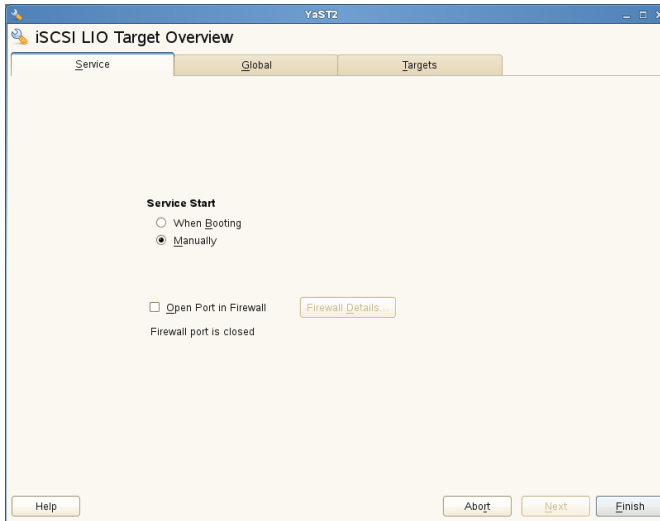 YaST2
iSCSI LIO Target Overview
Service Global Targets
Service Start
When Booting
Manually
Open Port in Firewall Firewall Details...
Firewall port is closed
Help Abort Next Finish